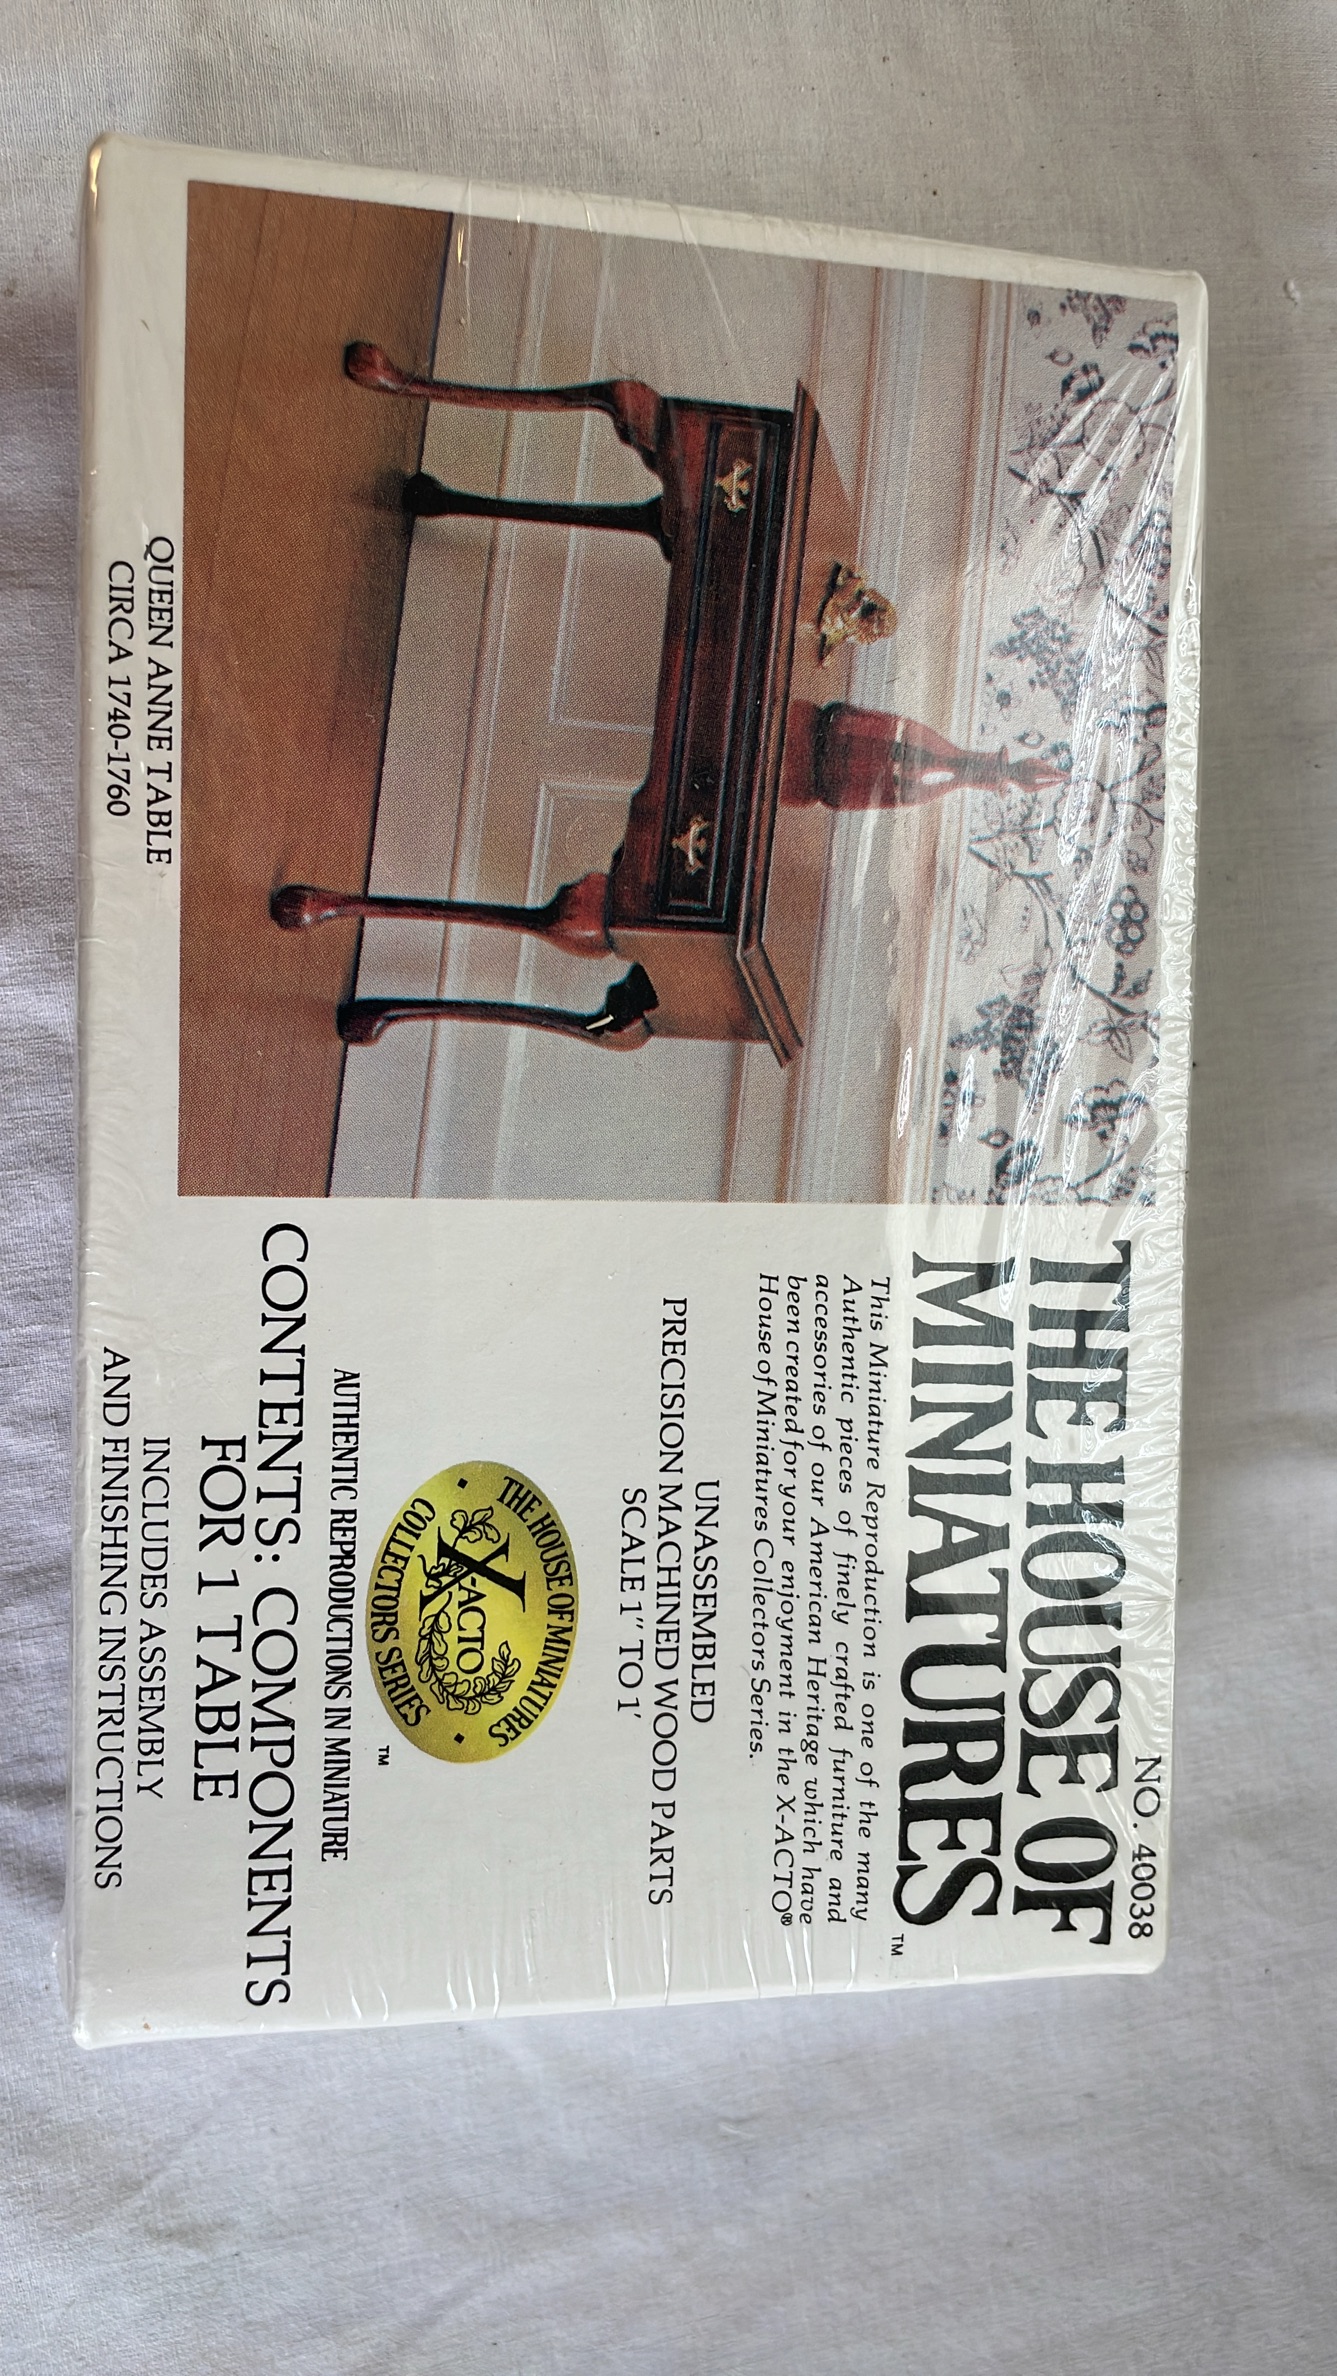 NO. 40038
THE HOUSE OF
MINIATURES™
This Miniature Reproduction is one of the many
Authentic pieces of finely crafted furniture and
accessories of our American Heritage which have
been created for your enjoyment in the X-ACTO®
House of Miniatures Collectors Series.
UNASSEMBLED
PRECISION MACHINED WOOD PARTS
SCALE 1" TO 1'
THE HOUSE OF MINIATURES
X-ACTO
COLLECTORS SERIES
™
AUTHENTIC REPRODUCTIONS IN MINIATURE
CONTENTS: COMPONENTS
FOR 1 TABLE
INCLUDES ASSEMBLY
AND FINISHING INSTRUCTIONS
QUEEN ANNE TABLE
CIRCA 1740-1760